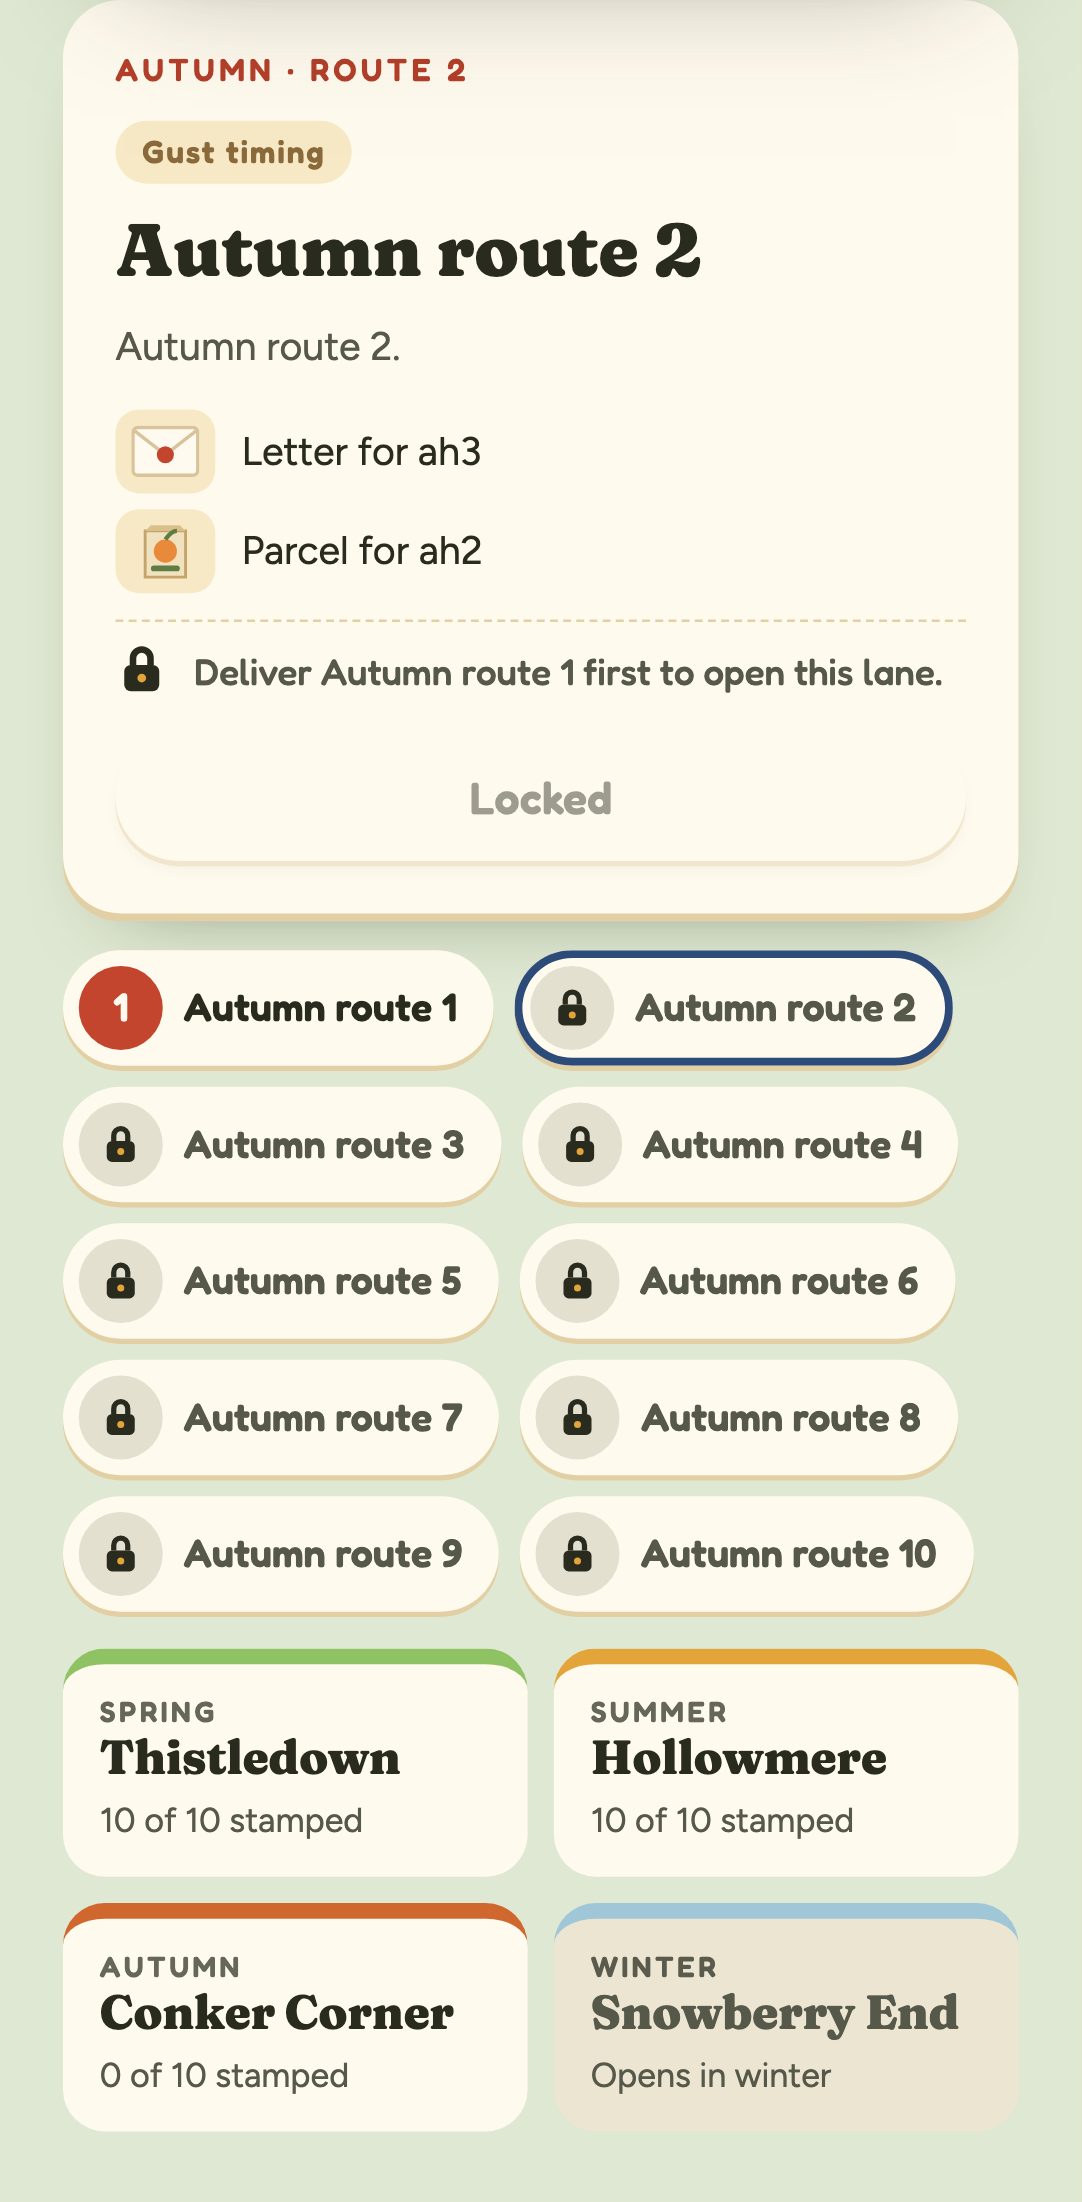 AUTUMN · ROUTE 2
Gust timing
Autumn route 2
Autumn route 2.
Letter for ah3
Parcel for ah2
Deliver Autumn route 1 first to open this lane.
Locked
1 Autumn route 1
Autumn route 2
Autumn route 3
Autumn route 4
Autumn route 5
Autumn route 6
Autumn route 7
Autumn route 8
Autumn route 9
Autumn route 10
SPRING
Thistledown
10 of 10 stamped
SUMMER
Hollowmere
10 of 10 stamped
AUTUMN
Conker Corner
0 of 10 stamped
WINTER
Snowberry End
Opens in winter